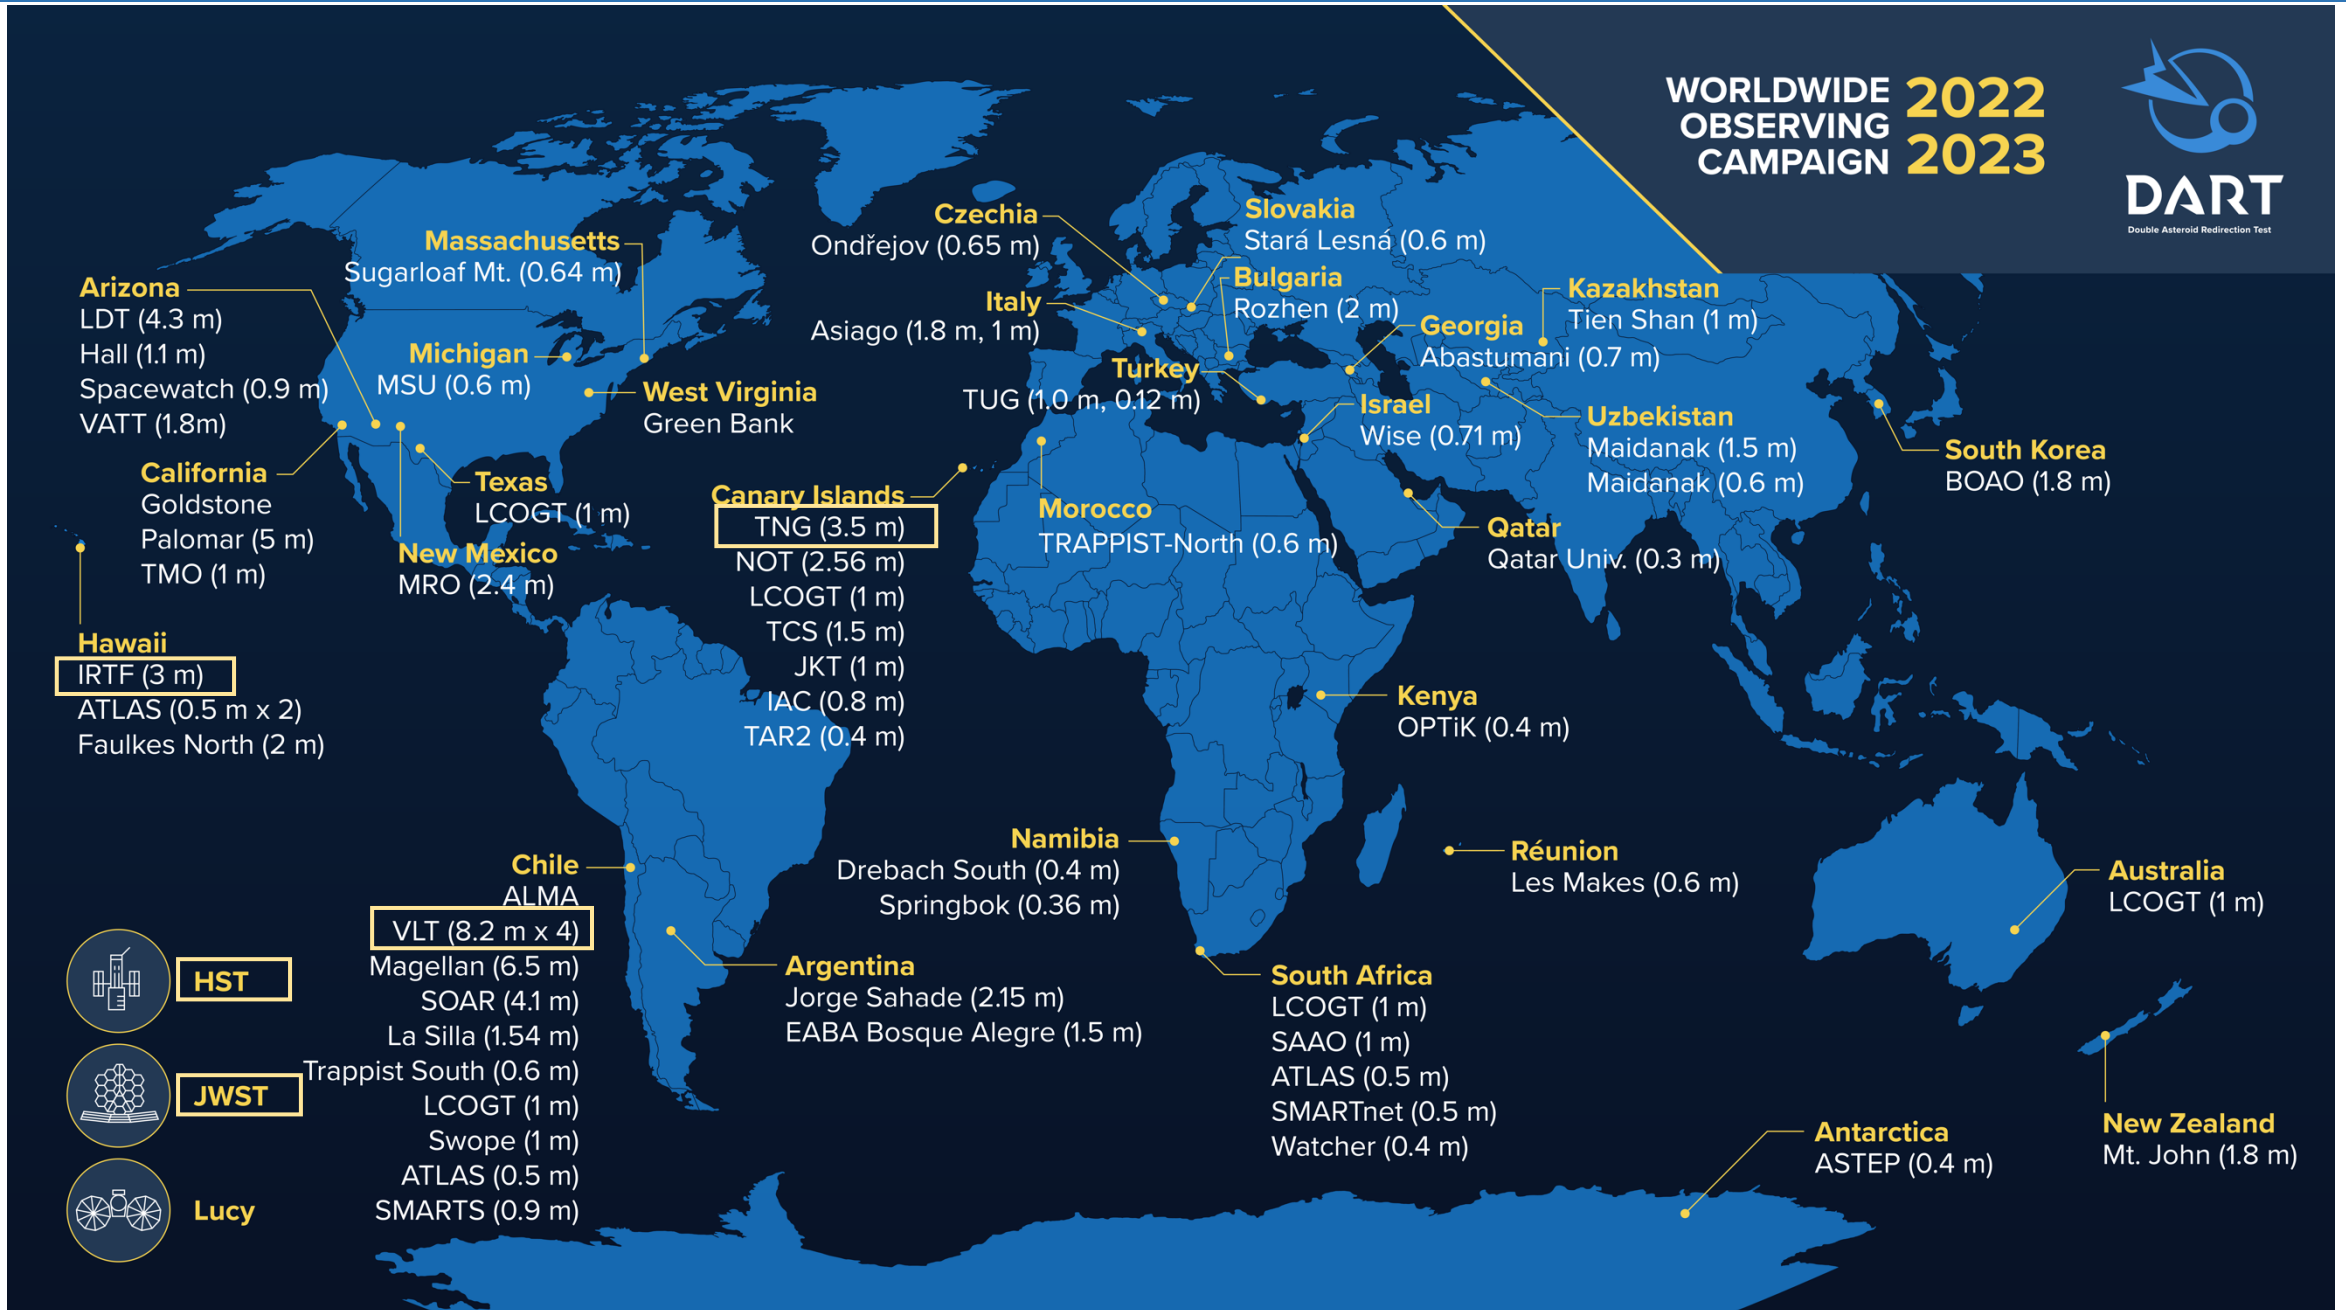 WORLDWIDE
OBSERVING
CAMPAIGN
2022
2023
DART
Double Asteroid Redirection Test
Massachusetts
Sugarloaf Mt. (0.64 m)
Arizona
LDT (4.3 m)
Hall (1.1 m)
Spacewatch (0.9 m)
VATT (1.8m)
Michigan
MSU (0.6 m)
West Virginia
Green Bank
California
Goldstone
Palomar (5 m)
TMO (1 m)
Texas
LCOGT (1 m)
New Mexico
MRO (2.4 m)
Hawaii
IRTF (3 m)
ATLAS (0.5 m x 2)
Faulkes North (2 m)
Czechia
Ondřejov (0.65 m)
Slovakia
Stará Lesná (0.6 m)
Italy
Asiago (1.8 m, 1 m)
Bulgaria
Rozhen (2 m)
Turkey
TUG (1.0 m, 0.12 m)
Georgia
Abastumani (0.7 m)
Kazakhstan
Tien Shan (1 m)
Israel
Wise (0.71 m)
Uzbekistan
Maidanak (1.5 m)
Maidanak (0.6 m)
South Korea
BOAO (1.8 m)
Canary Islands
TNG (3.5 m)
NOT (2.56 m)
LCOGT (1 m)
TCS (1.5 m)
JKT (1 m)
IAC (0.8 m)
TAR2 (0.4 m)
Morocco
TRAPPIST-North (0.6 m)
Qatar
Qatar Univ. (0.3 m)
Kenya
OPTiK (0.4 m)
Chile
ALMA
VLT (8.2 m x 4)
Magellan (6.5 m)
SOAR (4.1 m)
La Silla (1.54 m)
Trappist South (0.6 m)
LCOGT (1 m)
Swope (1 m)
ATLAS (0.5 m)
SMARTS (0.9 m)
Argentina
Jorge Sahade (2.15 m)
EABA Bosque Alegre (1.5 m)
Namibia
Drebach South (0.4 m)
Springbok (0.36 m)
Réunion
Les Makes (0.6 m)
South Africa
LCOGT (1 m)
SAAO (1 m)
ATLAS (0.5 m)
SMARTnet (0.5 m)
Watcher (0.4 m)
Australia
LCOGT (1 m)
New Zealand
Mt. John (1.8 m)
Antarctica
ASTEP (0.4 m)
HST
JWST
Lucy